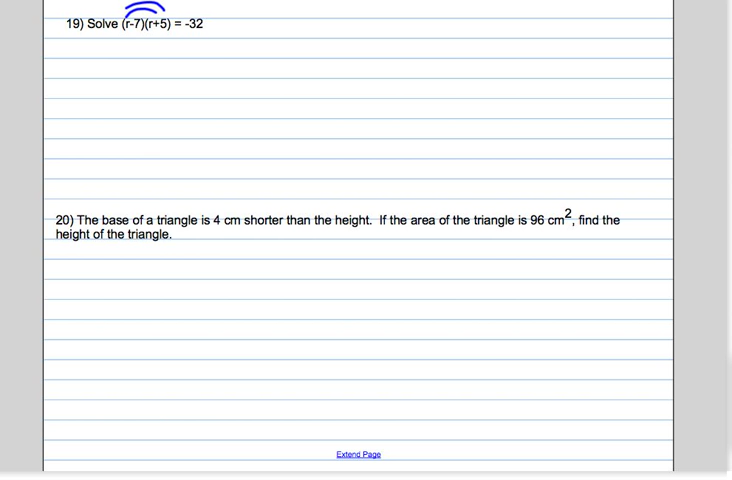 19) Solve (r-7)(r+5) = -32
20) The base of a triangle is 4 cm shorter than the height. If the area of the triangle is 96 cm², find the
height of the triangle.
Extend Page